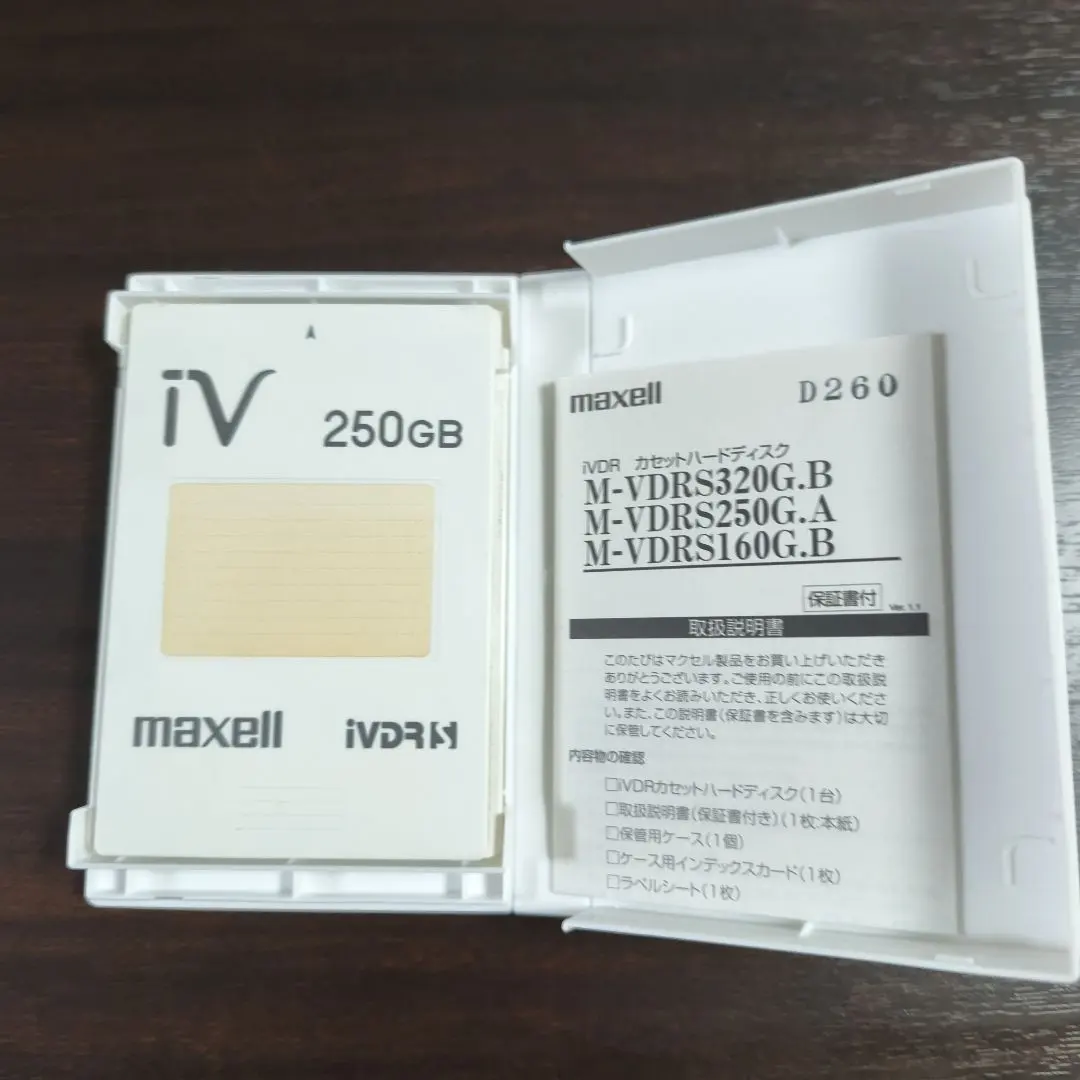 iV
250GB
maxell
iVDR S
maxell D260
iVDR カセットハードディスク
M-VDRS320G.B
M-VDRS250G.A
M-VDRS160G.B
保証書付 Ver. 1.1
取扱説明書
このたびはマクセル製品をお買い上げいただき
ありがとうございます。ご使用の前にこの取扱説
明書をよくお読みいただき、正しくお使いくださ
い。また、この説明書(保証書を含みます)は大切
に保管してください。
内容物の確認
□iVDRカセットハードディスク(1台)
□取扱説明書(保証書付き)(1枚:本紙)
□保管用ケース(1個)
□ケース用インデックスカード(1枚)
□ラベルシート(1枚)